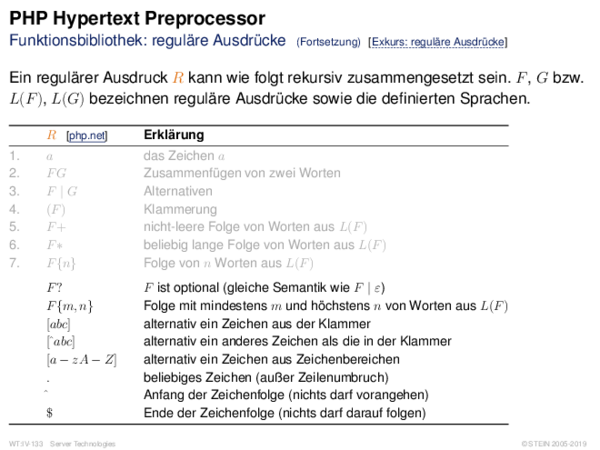 PHP Hypertext Preprocessor
Funktionsbibliothek: reguläre Ausdrücke (Fortsetzung) [Exkurs: reguläre Ausdrücke]
Ein regulärer Ausdruck R kann wie folgt rekursiv zusammengesetzt sein. F, G bzw.
L(F), L(G) bezeichnen reguläre Ausdrücke sowie die definierten Sprachen.
R [php.net] Erklärung
1. a das Zeichen a
2. FG Zusammenfügen von zwei Worten
3. F | G Alternativen
4. (F) Klammerung
5. F+ nicht-leere Folge von Worten aus L(F)
6. F∗ beliebig lange Folge von Worten aus L(F)
7. F{n} Folge von n Worten aus L(F)
F? F ist optional (gleiche Semantik wie F | ε)
F{m, n} Folge mit mindestens m und höchstens n von Worten aus L(F)
[abc] alternativ ein Zeichen aus der Klammer
[ˆabc] alternativ ein anderes Zeichen als die in der Klammer
[a − zA − Z] alternativ ein Zeichen aus Zeichenbereichen
. beliebiges Zeichen (außer Zeilenumbruch)
ˆ Anfang der Zeichenfolge (nichts darf vorangehen)
$ Ende der Zeichenfolge (nichts darf darauf folgen)
WT:IV-133 Server Technologies © STEIN 2005-2019